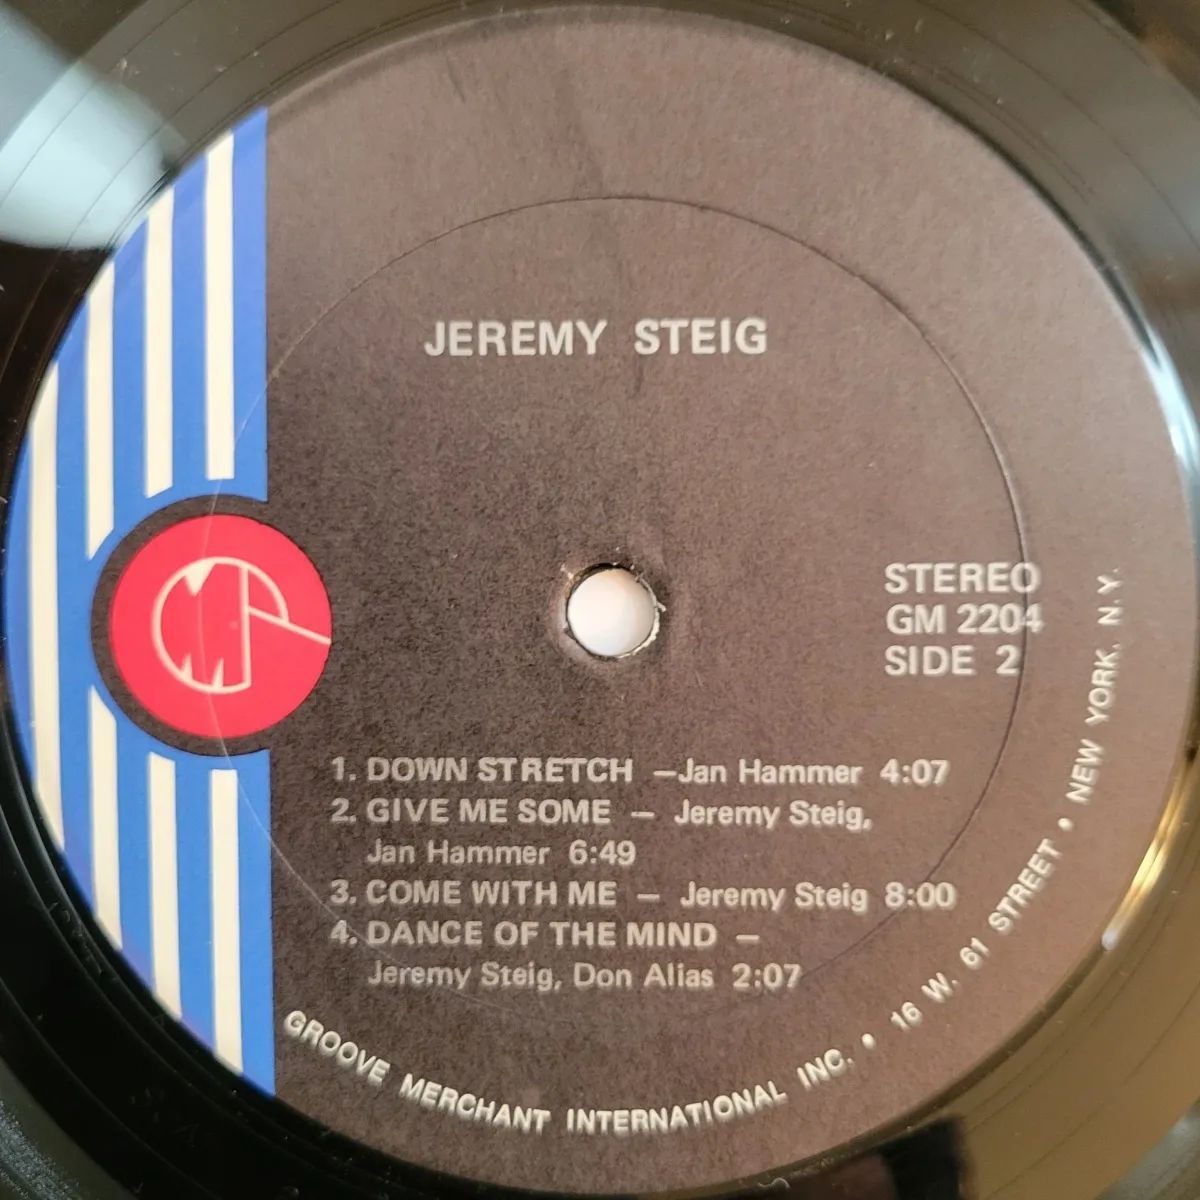 JEREMY STEIG
STEREO
GM 2204
SIDE 2
1. DOWN STRETCH —Jan Hammer 4:07
2. GIVE ME SOME — Jeremy Steig,
Jan Hammer 6:49
3. COME WITH ME — Jeremy Steig 8:00
4. DANCE OF THE MIND —
Jeremy Steig, Don Alias 2:07
GROOVE MERCHANT INTERNATIONAL INC. • 16 W. 61 STREET • NEW YORK, N.Y.